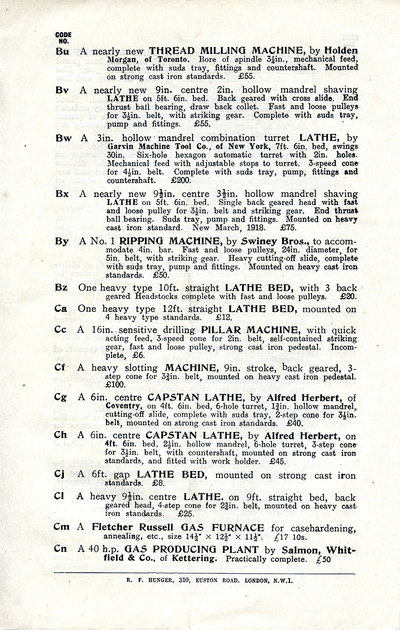 CODE
NO.
Bu A nearly new THREAD MILLING MACHINE, by Holden
Morgan, of Toronto. Bore of spindle 3¼in., mechanical feed,
complete with suds tray, fittings and countershaft. Mounted
on strong cast iron standards. £55.
Bv A nearly new 9in. centre 2in. hollow mandrel shaving
LATHE on 5ft. 6in. bed. Back geared with cross slide. End
thrust ball bearing, draw back collet. Fast and loose pulleys
for 3½in. belt, with striking gear. Complete with suds tray,
pump and fittings. £55.
Bw A 3in. hollow mandrel combination turret LATHE, by
Garvin Machine Tool Co., of New York, 7ft. 6in. bed, swings
30in. Six-hole hexagon automatic turret with 2in. holes.
Mechanical feed with adjustable stops to turret. 3-speed cone
for 4½in. belt. Complete with suds tray, pump, fittings and
countershaft. £200.
Bx A nearly new 9½in. centre 3½in. hollow mandrel shaving
LATHE on 5ft. 6in. bed. Single back geared head with fast
and loose pulley for 3½in. belt and striking gear. End thrust
ball bearing. Suds tray, pump and fittings. Mounted on heavy
cast iron standard. New March, 1918. £75.
By A No. 1 RIPPING MACHINE, by Swiney Bros., to accom-
modate 4in. bar. Fast and loose pulleys, 24in. diameter, for
5in. belt, with striking gear. Heavy cutting-off slide, complete
with suds tray, pump and fittings. Mounted on heavy cast iron
standards. £50.
Bz One heavy type 10ft. straight LATHE BED, with 3 back
geared Headstocks complete with fast and loose pulleys. £20.
Ca One heavy type 12ft. straight LATHE BED, mounted on
4 heavy type standards. £12.
Cc A 16in. sensitive drilling PILLAR MACHINE, with quick
acting feed, 3-speed cone for 2in. belt, self-contained striking
gear, fast and loose pulley, strong cast iron pedestal. Incom-
plete, £6.
Cf A heavy slotting MACHINE, 9in. stroke, back geared, 3-
step cone for 3¾in. belt, mounted on heavy cast iron pedestal.
£100.
Cg A 6in. centre CAPSTAN LATHE, by Alfred Herbert, of
Coventry, on 4ft. 6in. bed, 6-hole turret, 1¾in. hollow mandrel,
cutting-off slide, complete with suds tray, 2-step cone for 3½in.
belt, mounted on strong cast iron standards. £40.
Ch A 6in. centre CAPSTAN LATHE, by Alfred Herbert, on
4ft. 6in. bed, 2½in. hollow mandrel, 6-hole turret, 3-step cone
for 3½in. belt, with countershaft, mounted on strong cast iron
standards, and fitted with work holder. £45.
Cj A 6ft. gap LATHE BED, mounted on strong cast iron
standards. £8.
Cl A heavy 9½in. centre LATHE, on 9ft. straight bed, back
geared head, 4-step cone for 2¾in. belt, mounted on heavy cast
iron standards. £25.
Cm A Fletcher Russell GAS FURNACE for casehardening,
annealing, etc., size 14½" × 12½" × 11½". £17 10s.
Cn A 40 h.p. GAS PRODUCING PLANT by Salmon, Whit-
field & Co., of Kettering. Practically complete. £50
R. F. HUNGER, 310, EUSTON ROAD, LONDON, N.W.1.